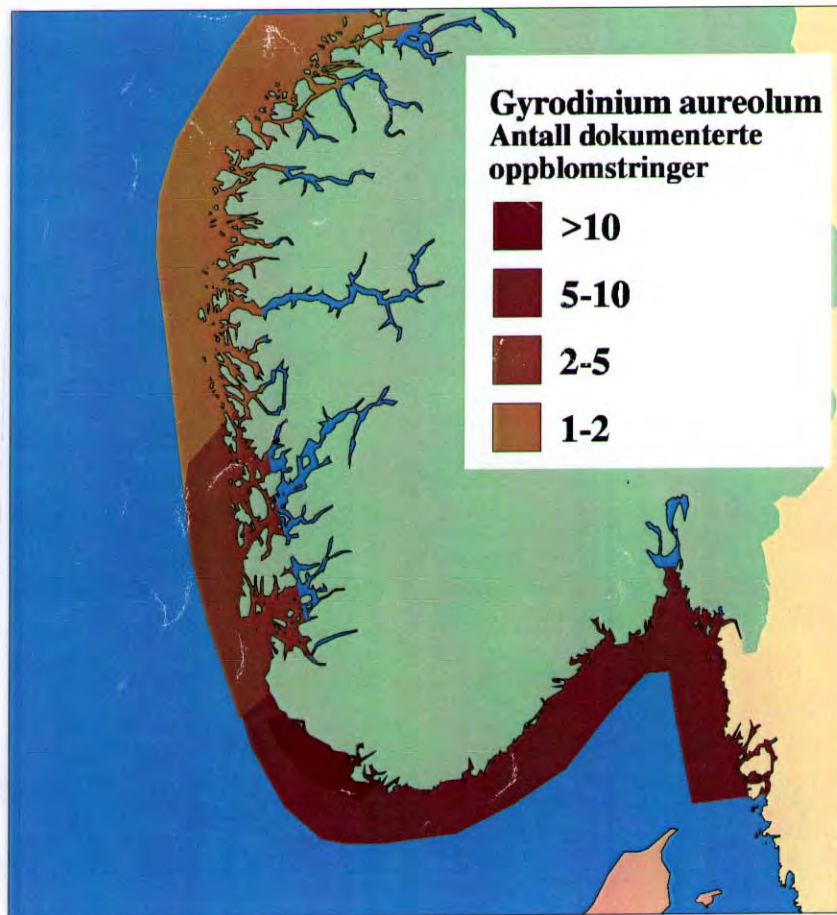 Gyrodinium aureolum
Antall dokumenterte
oppblomstringer
>10
5-10
2-5
1-2